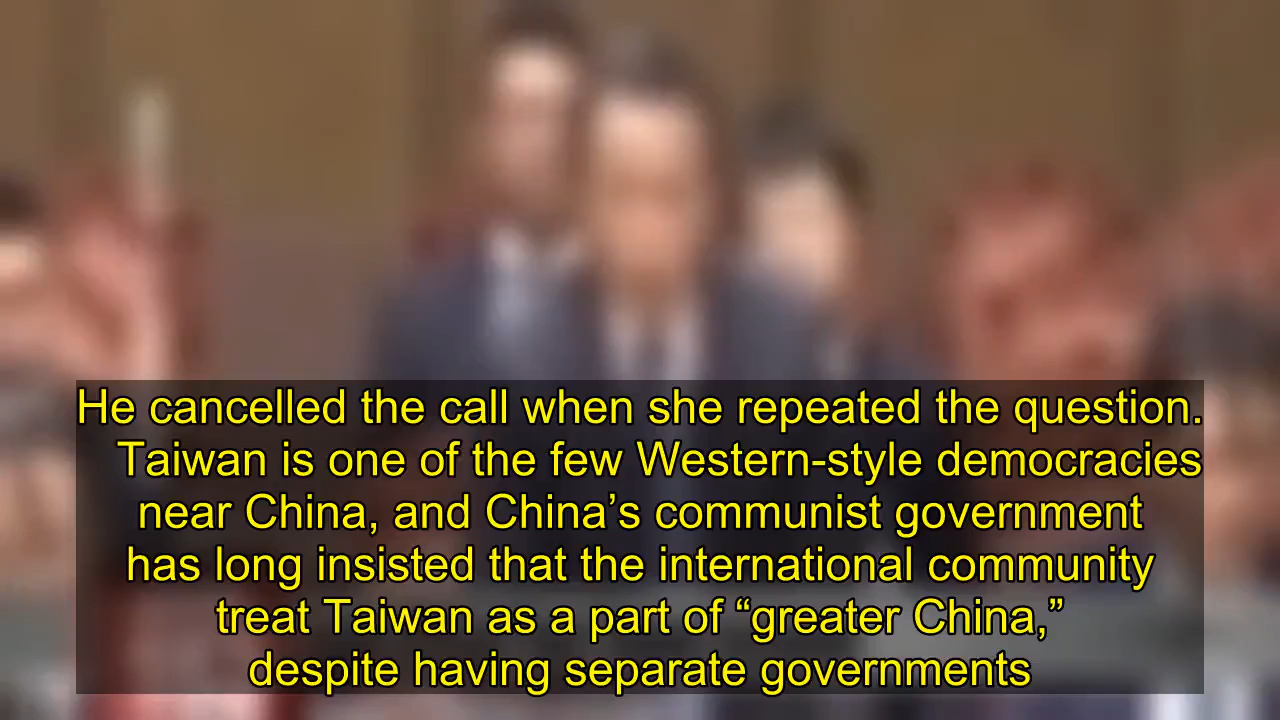 He cancelled the call when she repeated the question.
Taiwan is one of the few Western-style democracies
near China, and China’s communist government
has long insisted that the international community
treat Taiwan as a part of “greater China,”
despite having separate governments